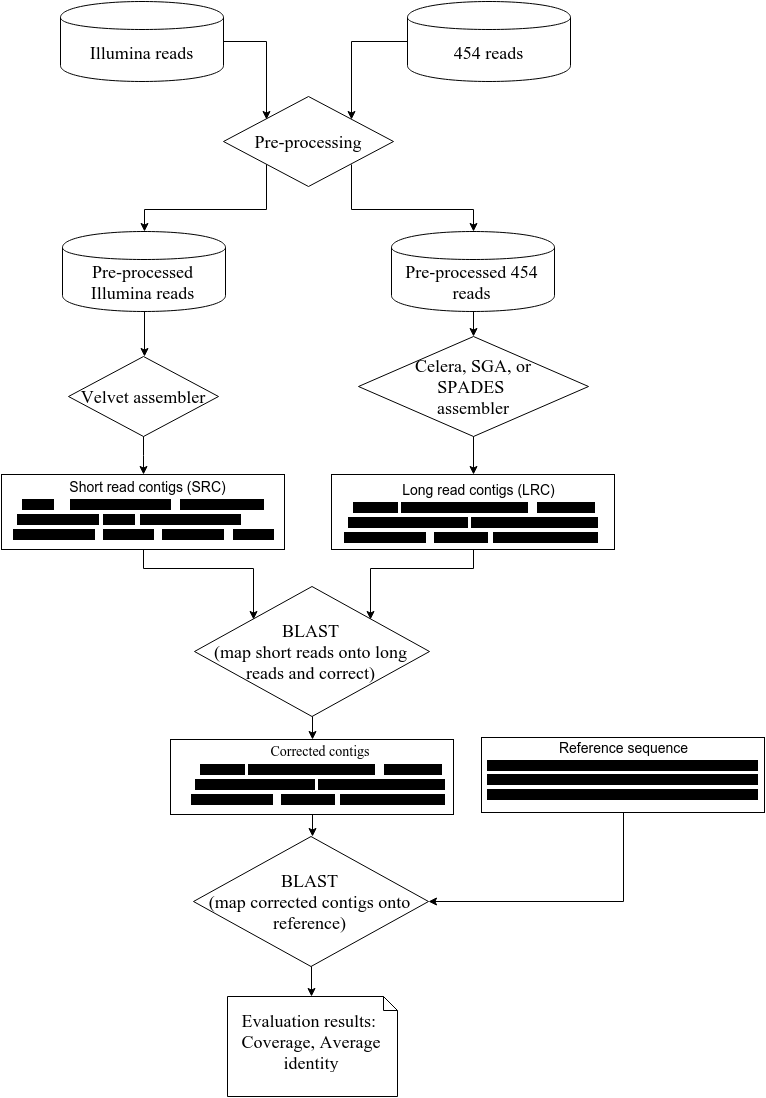 Illumina reads
454 reads
Pre-processing
Pre-processed
Illumina reads
Pre-processed 454
reads
Velvet assembler
Celera, SGA, or
SPADES
assembler
Short read contigs (SRC)
Long read contigs (LRC)
BLAST
(map short reads onto long
reads and correct)
Corrected contigs
Reference sequence
BLAST
(map corrected contigs onto
reference)
Evaluation results:
Coverage, Average
identity